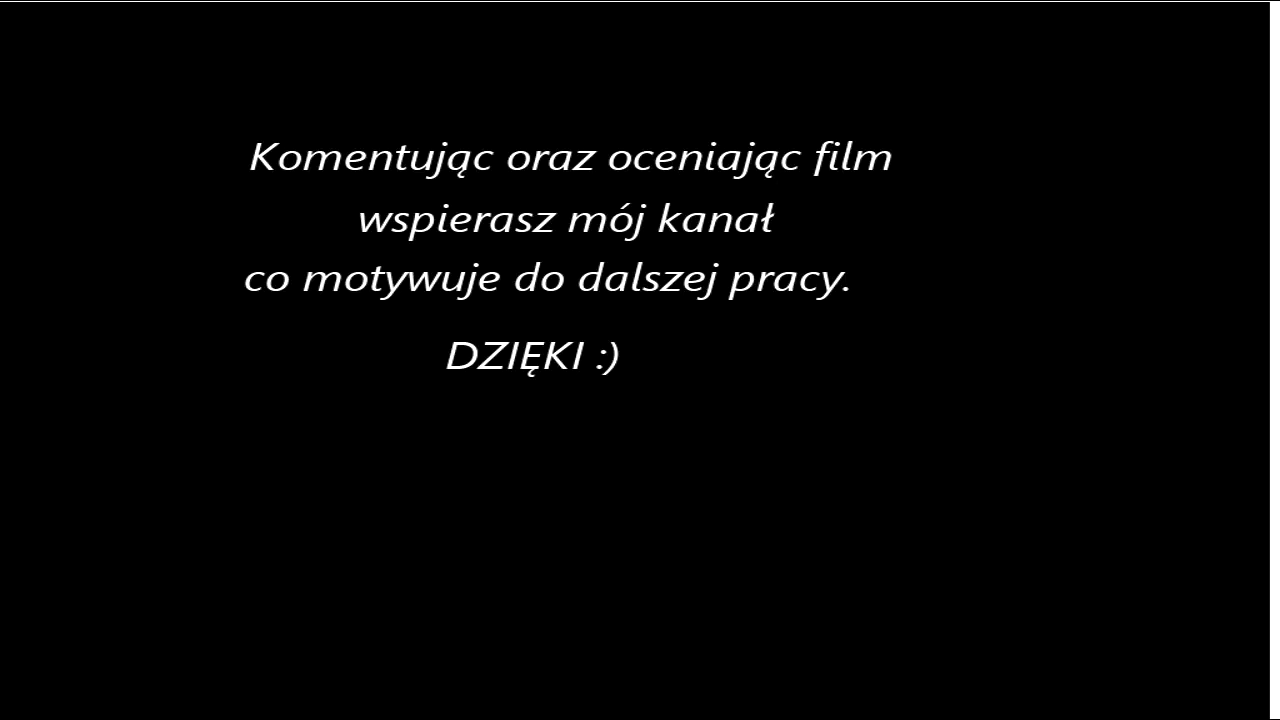 Komentując oraz oceniając film
wspierasz mój kanał
co motywuje do dalszej pracy.
DZIĘKI :)